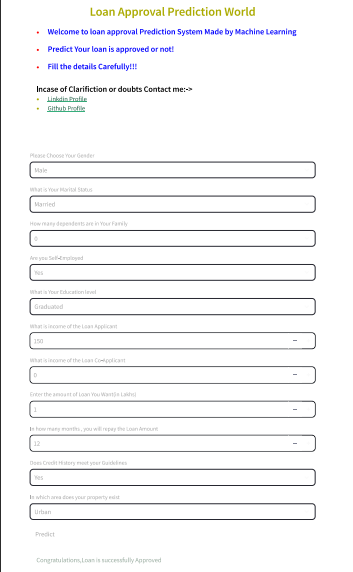 Loan Approval Prediction World
Welcome to loan approval Prediction System Made by Machine Learning
Predict Your loan is approved or not!
Fill the details Carefully!!!
Incase of Clarifiction or doubts Contact me:->
Linkdin Profile
Github Profile
Please Choose Your Gender
Male
What is Your Marital Status
Married
How many dependents are in Your Family
0
Are you Self-Employed
Yes
What is Your Education level
Graduated
What is income of the Loan Applicant
150
What is income of the Loan Co-Applicant
0
Enter the amount of Loan You Want(In Lakhs)
1
In how many months , you will repay the Loan Amount
12
Does Credit History meet your Guidelines
Yes
In which area does your property exist
Urban
Predict
Congratulations,Loan is successfully Approved